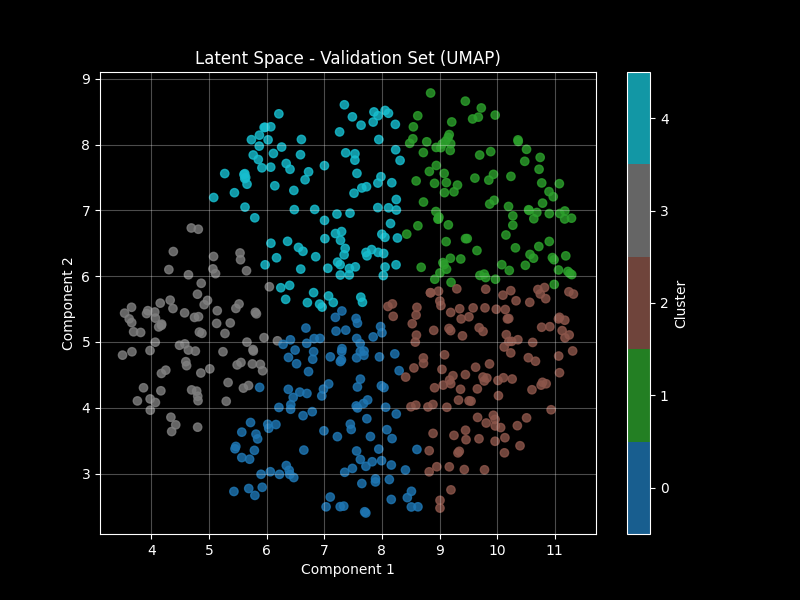 Latent Space - Validation Set (UMAP)
9
8
7
6
5
4
3
Component 2
4 5 6 7 8 9 10 11
Component 1
4
3
2
1
0
Cluster